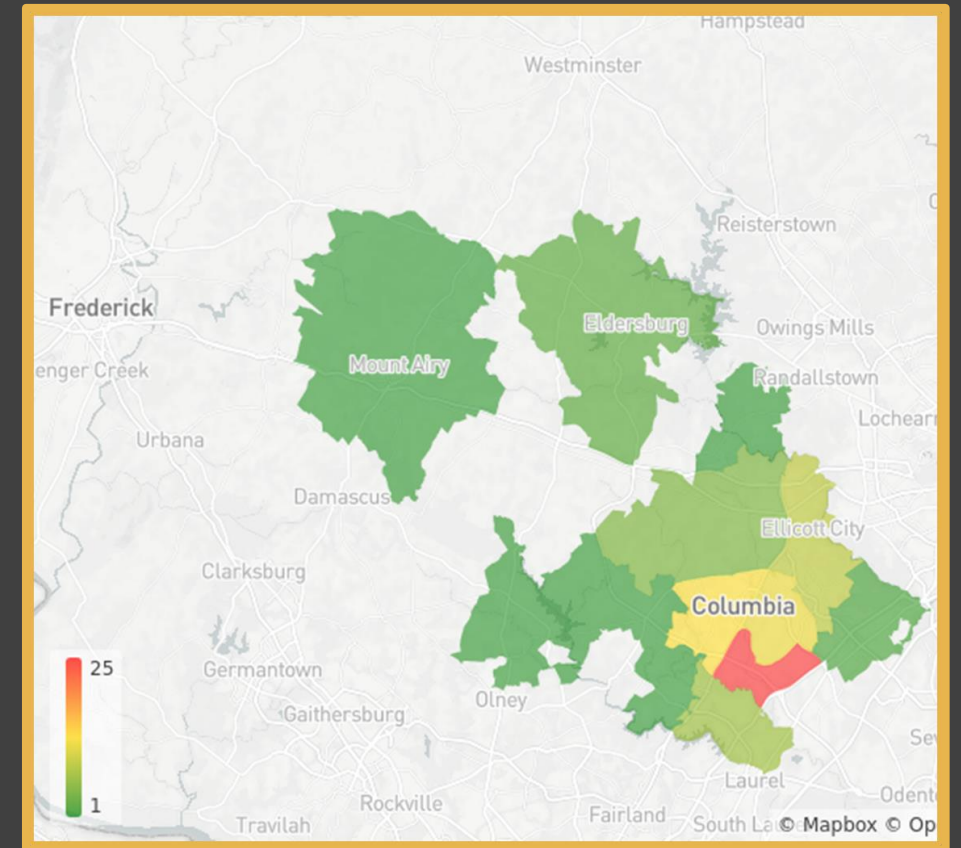 Hampstead
Westminster
Reisterstown
Frederick
Eldersburg
Owings Mills
enger Creek
Mount Airy
Randallstown
Lochearn
Urbana
Damascus
Ellicott City
Clarksburg
Columbia
25
Germantown
Olney
Gaithersburg
Sev
Laurel
1
Odento
Rockville
Fairland
Travilah
South Lau
© Mapbox © Op